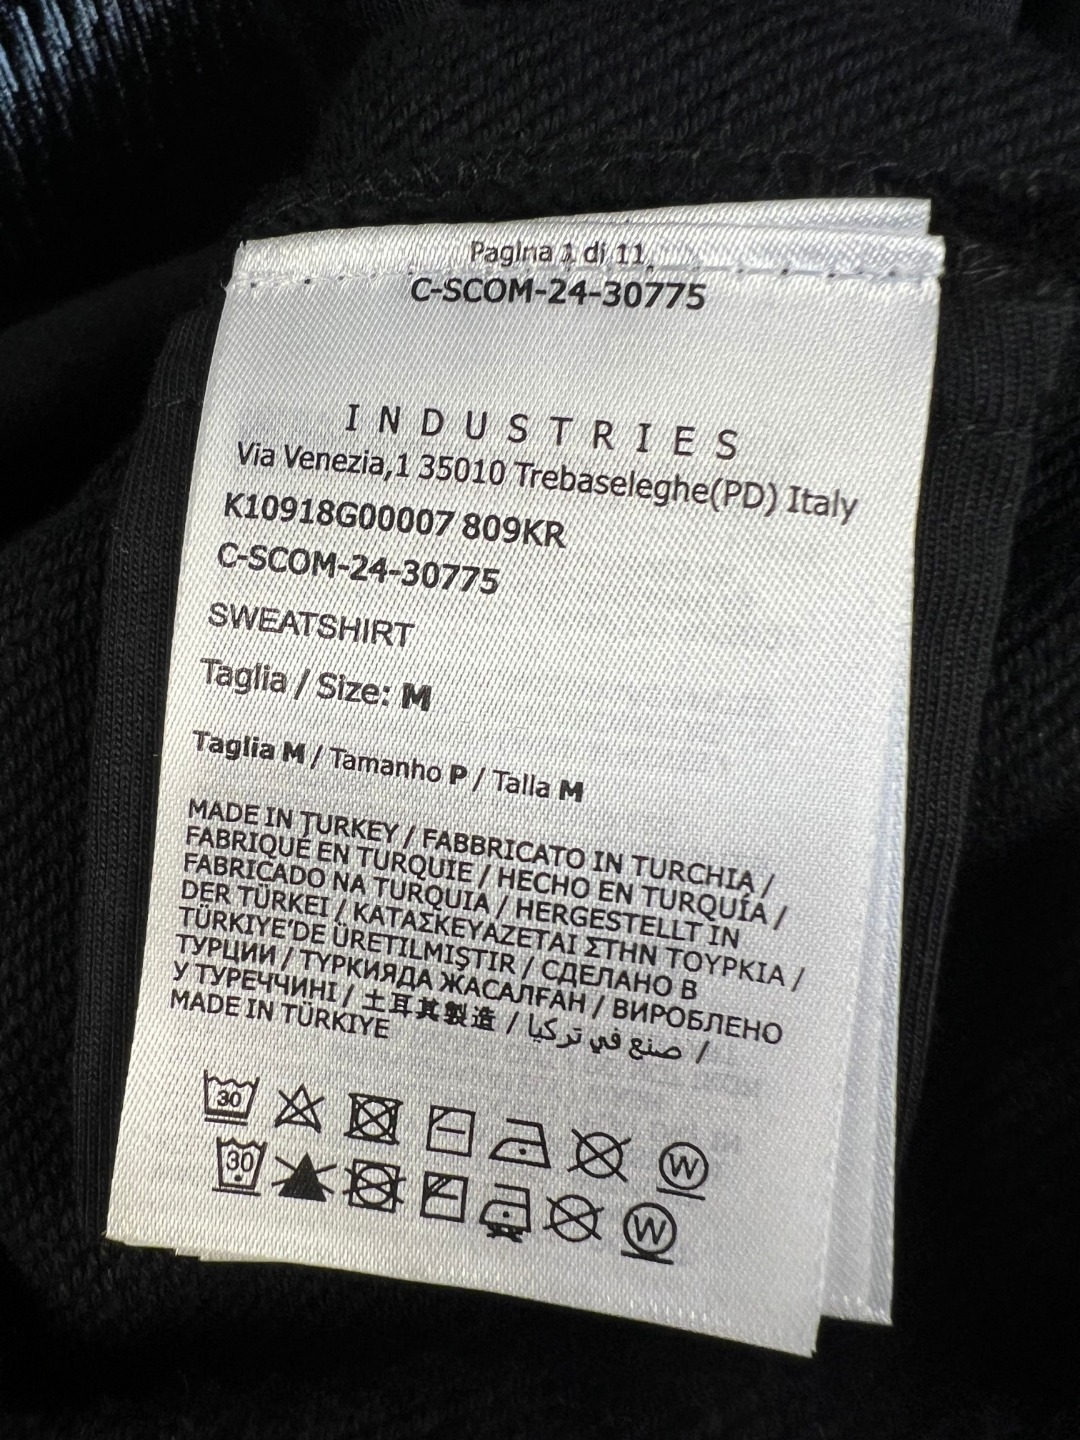 Pagina 1 di 11
C-SCOM-24-30775
INDUSTRIES
Via Venezia,1 35010 Trebaseleghe(PD) Italy
K10918G00007 809KR
C-SCOM-24-30775
SWEATSHIRT
Taglia / Size: M
Taglia M / Tamanho P / Talla M
MADE IN TURKEY / FABBRICATO IN TURCHIA /
FABRIQUÉ EN TURQUIE / HECHO EN TURQUÍA /
FABRICADO NA TURQUIA / HERGESTELLT IN
DER TÜRKEI / ΚΑΤΑΣΚΕΥΑΖΕΤΑΙ ΣΤΗΝ ΤΟΥΡΚΙΑ /
TÜRKIYE'DE ÜRETILMIŞTIR / СДЕЛАНО В
ТУРЦИИ / ТҮРКИЯДА ЖАСАЛҒАН / ВИРОБЛЕНО
У ТУРЕЧЧИНІ / 土耳其製造 / صنع في تركيا /
MADE IN TÜRKIYE
30 W
30 W